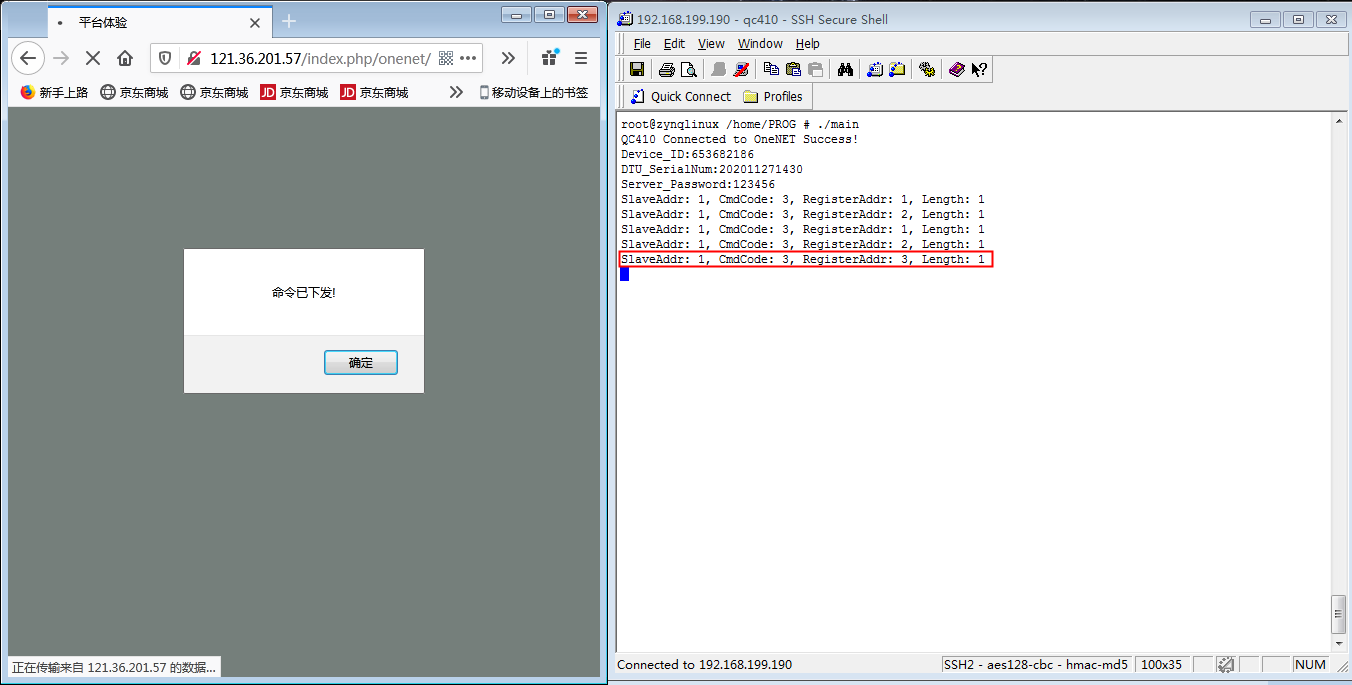 平台体验
121.36.201.57/index.php/onenet/
新手上路 京东商城 京东商城 JD 京东商城 JD 京东商城 移动设备上的书签
命令已下发!
确定
正在传输来自 121.36.201.57 的数据...
192.168.199.190 - qc410 - SSH Secure Shell
File Edit View Window Help
Quick Connect Profiles
root@zynqlinux /home/PROG # ./main
QC410 Connected to OneNET Success!
Device_ID:653682186
DTU_SerialNum:202011271430
Server_Password:123456
SlaveAddr: 1, CmdCode: 3, RegisterAddr: 1, Length: 1
SlaveAddr: 1, CmdCode: 3, RegisterAddr: 2, Length: 1
SlaveAddr: 1, CmdCode: 3, RegisterAddr: 1, Length: 1
SlaveAddr: 1, CmdCode: 3, RegisterAddr: 2, Length: 1
SlaveAddr: 1, CmdCode: 3, RegisterAddr: 3, Length: 1
Connected to 192.168.199.190 SSH2 - aes128-cbc - hmac-md5 100x35 NUM